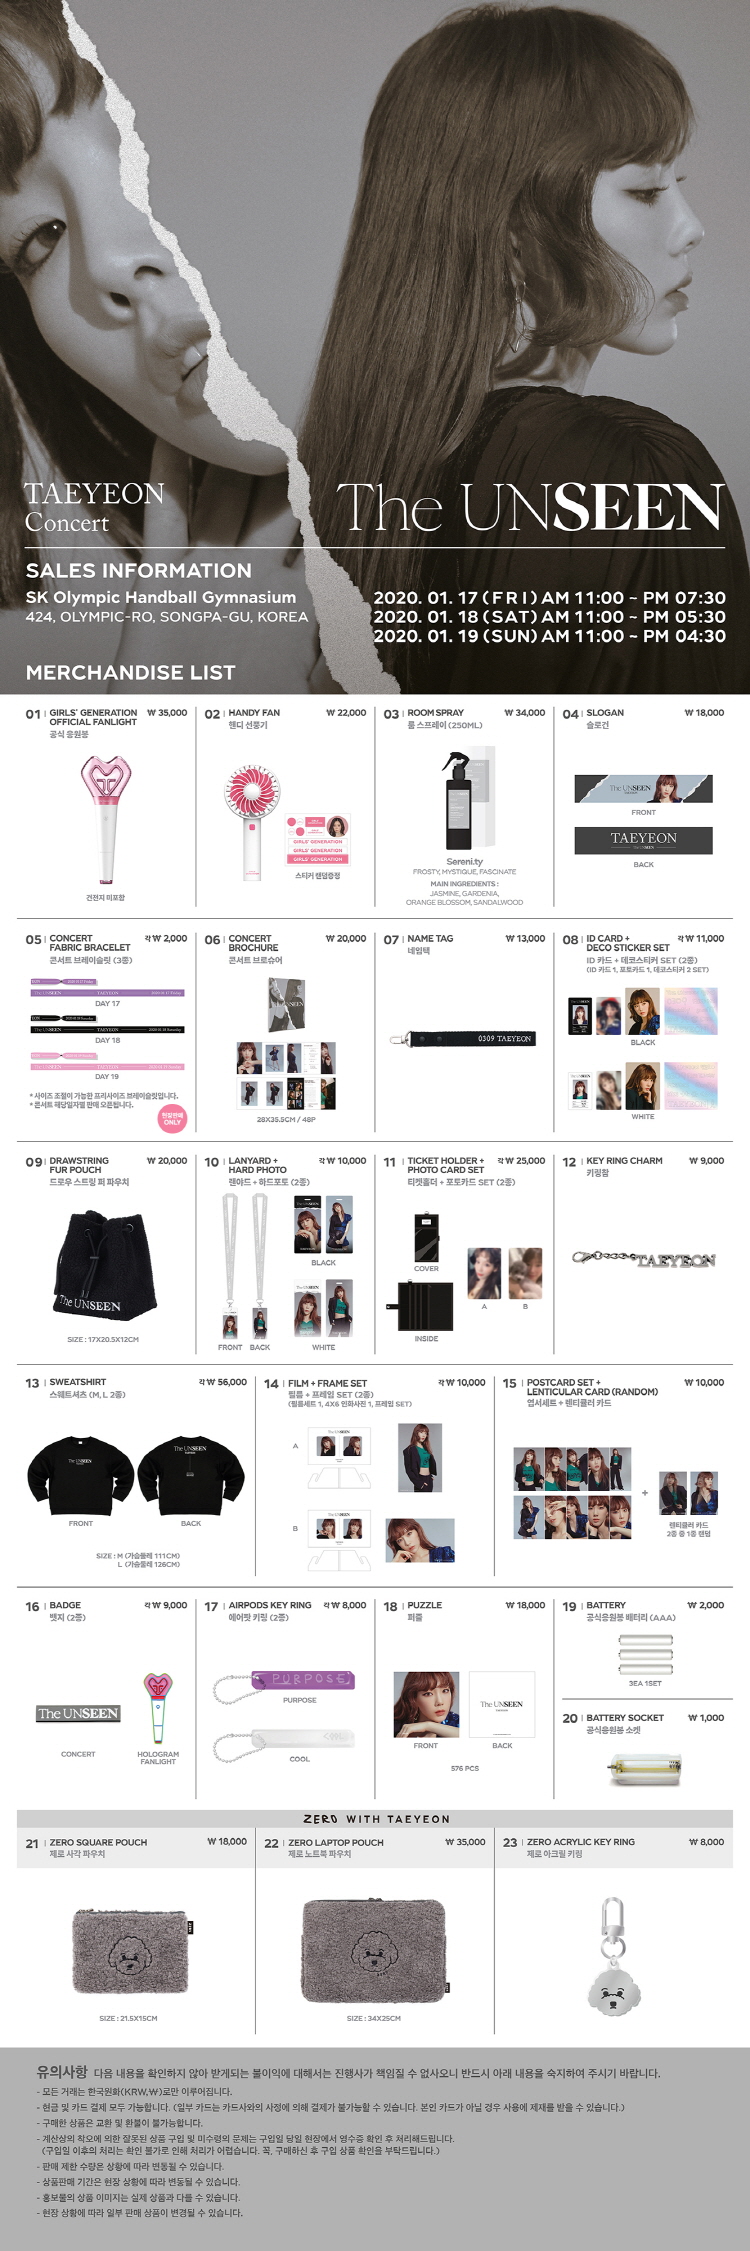 TAEYEON
Concert
The UNSEEN
SALES INFORMATION
SK Olympic Handball Gymnasium
424, OLYMPIC-RO, SONGPA-GU, KOREA
2020. 01. 17 (FRI) AM 11:00 ~ PM 07:30
2020. 01. 18 (SAT) AM 11:00 ~ PM 05:30
2020. 01. 19 (SUN) AM 11:00 ~ PM 04:30
MERCHANDISE LIST
01 | GIRLS' GENERATION ₩ 35,000
OFFICIAL FANLIGHT
공식 응원봉
건전지 미포함
02 | HANDY FAN ₩ 22,000
핸디 선풍기
GIRLS' GENERATION
GIRLS' GENERATION
GIRLS' GENERATION
스티커 랜덤증정
03 | ROOM SPRAY ₩ 34,000
룸 스프레이 (250ML)
Sereni.ty
FROSTY, MYSTIQUE, FASCINATE
MAIN INGREDIENTS :
JASMINE, GARDENIA,
ORANGE BLOSSOM, SANDALWOOD
04 | SLOGAN ₩ 18,000
슬로건
The UNSEEN
FRONT
TAEYEON
The UNSEEN
BACK
05 | CONCERT 각 ₩ 2,000
FABRIC BRACELET
콘서트 브레이슬릿 (3종)
The UNSEEN TAEYEON 2020 01 17 Friday
DAY 17
The UNSEEN TAEYEON 2020 01 18 Saturday
DAY 18
The UNSEEN TAEYEON
DAY 19
* 사이즈 조절이 가능한 프리사이즈 브레이슬릿입니다.
* 콘서트 해당일자별 판매 오픈됩니다.
현장판매
ONLY
06 | CONCERT ₩ 20,000
BROCHURE
콘서트 브로슈어
28X35.5CM / 48P
07 | NAME TAG ₩ 13,000
네임택
0309 TAEYEON
08 | ID CARD + 각 ₩ 11,000
DECO STICKER SET
ID 카드 + 데코스티커 SET (2종)
(ID 카드 1, 포토카드 1, 데코스티커 2 SET)
BLACK
WHITE
09 | DRAWSTRING ₩ 20,000
FUR POUCH
드로우 스트링 퍼 파우치
The UNSEEN
SIZE : 17X20.5X12CM
10 | LANYARD + 각 ₩ 10,000
HARD PHOTO
랜야드 + 하드포토 (2종)
BLACK
FRONT BACK WHITE
11 | TICKET HOLDER + 각 ₩ 25,000
PHOTO CARD SET
티켓홀더 + 포토카드 SET (2종)
COVER
A B
INSIDE
12 | KEY RING CHARM ₩ 9,000
키링참
TAEYEON
13 | SWEATSHIRT 각 ₩ 56,000
스웨트셔츠 (M, L 2종)
The UNSEEN
The UNSEEN
FRONT BACK
SIZE : M (가슴둘레 111CM)
L (가슴둘레 126CM)
14 | FILM + FRAME SET 각 ₩ 10,000
필름 + 프레임 SET (2종)
(필름세트 1, 4X6 인화사진 1, 프레임 SET)
A
B
15 | POSTCARD SET + ₩ 10,000
LENTICULAR CARD (RANDOM)
엽서세트 + 렌티큘러 카드
+
렌티큘러 카드
2종 중 1종 랜덤
16 | BADGE 각 ₩ 9,000
뱃지 (2종)
The UNSEEN
CONCERT
HOLOGRAM
FANLIGHT
17 | AIRPODS KEY RING 각 ₩ 8,000
에어팟 키링 (2종)
PURPOSE
PURPOSE
COOL
18 | PUZZLE ₩ 18,000
퍼즐
The UNSEEN
FRONT BACK
576 PCS
19 | BATTERY ₩ 2,000
공식응원봉 배터리 (AAA)
3EA 1SET
20 | BATTERY SOCKET ₩ 1,000
공식응원봉 소켓
ZERO WITH TAEYEON
21 | ZERO SQUARE POUCH ₩ 18,000
제로 사각 파우치
SIZE : 21.5X15CM
22 | ZERO LAPTOP POUCH ₩ 35,000
제로 노트북 파우치
SIZE : 34X25CM
23 | ZERO ACRYLIC KEY RING ₩ 8,000
제로 아크릴 키링
유의사항 다음 내용을 확인하지 않아 받게되는 불이익에 대해서는 진행사가 책임질 수 없사오니 반드시 아래 내용을 숙지하여 주시기 바랍니다.
- 모든 거래는 한국원화(KRW,₩)로만 이루어집니다.
- 현금 및 카드 결제 모두 가능합니다. (일부 카드는 카드사와의 사정에 의해 결제가 불가능할 수 있습니다. 본인 카드가 아닐 경우 사용에 제재를 받을 수 있습니다.)
- 구매한 상품은 교환 및 환불이 불가능합니다.
- 계산상의 착오에 의한 잘못된 상품 구입 및 미수령의 문제는 구입일 당일 현장에서 영수증 확인 후 처리해드립니다.
(구입일 이후의 처리는 확인 불가로 인해 처리가 어렵습니다. 꼭, 구매하신 후 구입 상품 확인을 부탁드립니다.)
- 판매 제한 수량은 상황에 따라 변동될 수 있습니다.
- 상품판매 기간은 현장 상황에 따라 변동될 수 있습니다.
- 홍보물의 상품 이미지는 실제 상품과 다를 수 있습니다.
- 현장 상황에 따라 일부 판매 상품이 변경될 수 있습니다.